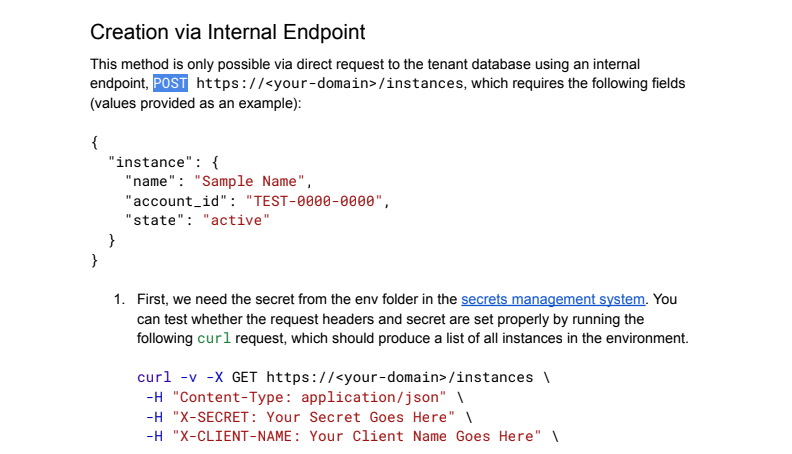 Creation via Internal Endpoint
This method is only possible via direct request to the tenant database using an internal
endpoint, POST https://<your-domain>/instances, which requires the following fields
(values provided as an example):
{
  "instance": {
    "name": "Sample Name",
    "account_id": "TEST-0000-0000",
    "state": "active"
  }
}
1. First, we need the secret from the env folder in the secrets management system. You
can test whether the request headers and secret are set properly by running the
following curl request, which should produce a list of all instances in the environment.
curl -v -X GET https://<your-domain>/instances \
 -H "Content-Type: application/json" \
 -H "X-SECRET: Your Secret Goes Here" \
 -H "X-CLIENT-NAME: Your Client Name Goes Here" \